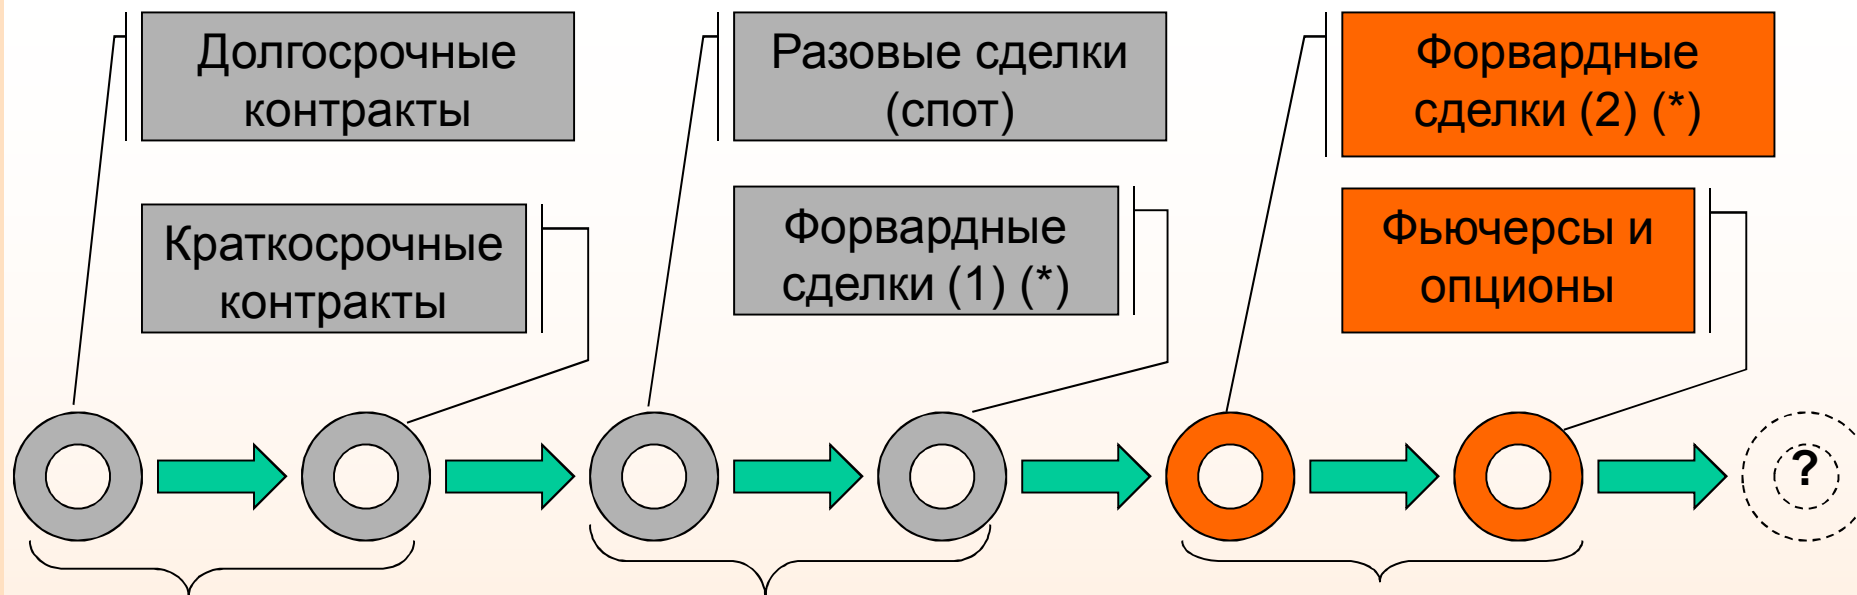 Долгосрочные
контракты
Краткосрочные
контракты
Разовые сделки
(спот)
Форвардные
сделки (1) (*)
Форвардные
сделки (2) (*)
Фьючерсы и
опционы
?